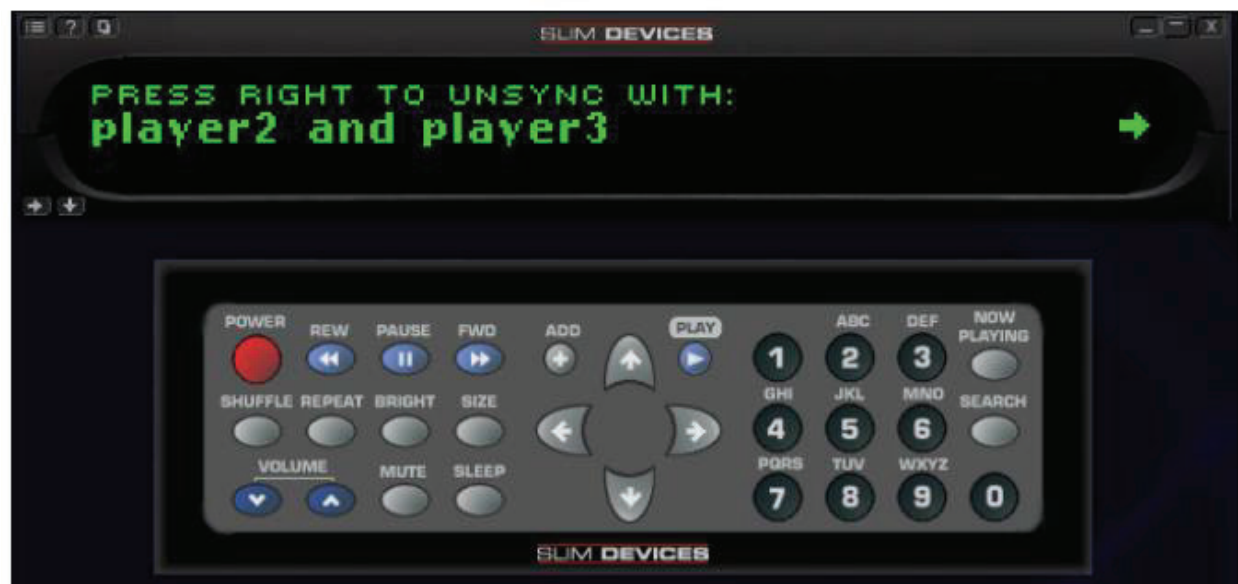 ?
SLIM DEVICES
X
PRESS RIGHT TO UNSYNC WITH:
player2 and player3
POWER REW PAUSE FWD ADD PLAY ABC DEF NOW PLAYING
1 2 3
SHUFFLE REPEAT BRIGHT SIZE GHI JKL MNO SEARCH
4 5 6
VOLUME MUTE SLEEP PQRS TUV WXYZ
7 8 9 0
SLIM DEVICES